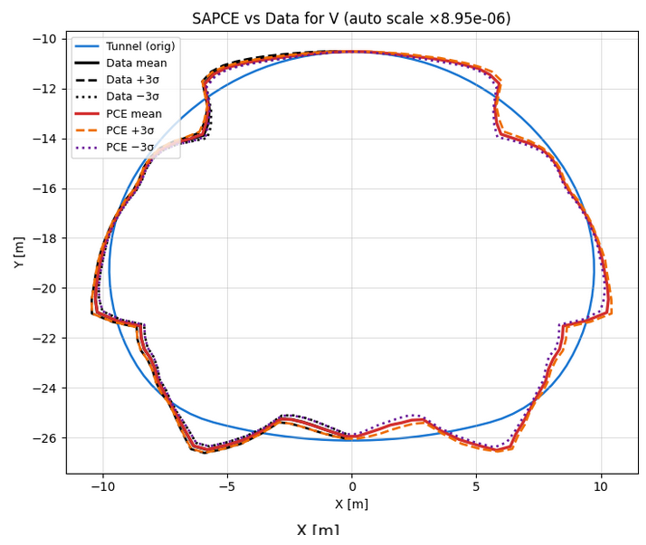 SAPCE vs Data for V (auto scale ×8.95e-06)
Tunnel (orig)
Data mean
Data +3σ
Data −3σ
PCE mean
PCE +3σ
PCE −3σ
−10
−12
−14
−16
−18
−20
−22
−24
−26
Y [m]
−10 −5 0 5 10
X [m]
X [m]